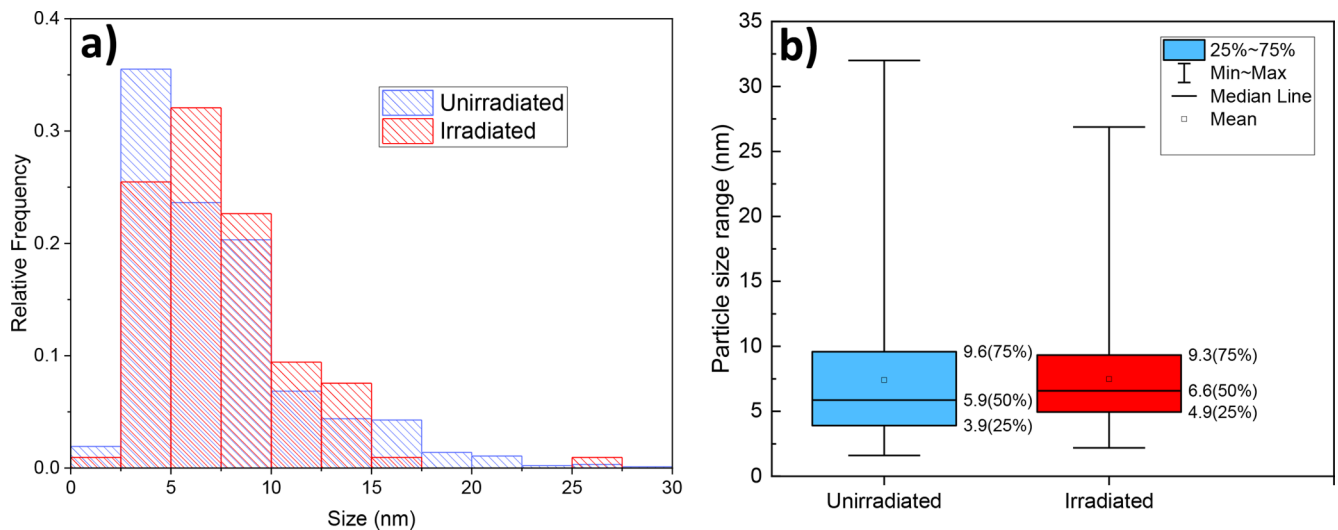 a)
0.4
0.3
0.2
0.1
0.0
Relative Frequency
Unirradiated
Irradiated
0 5 10 15 20 25 30
Size (nm)
b)
35
30
25
20
15
10
5
0
Particle size range (nm)
25%~75%
Min~Max
Median Line
Mean
9.6(75%)
5.9(50%)
3.9(25%)
9.3(75%)
6.6(50%)
4.9(25%)
Unirradiated Irradiated